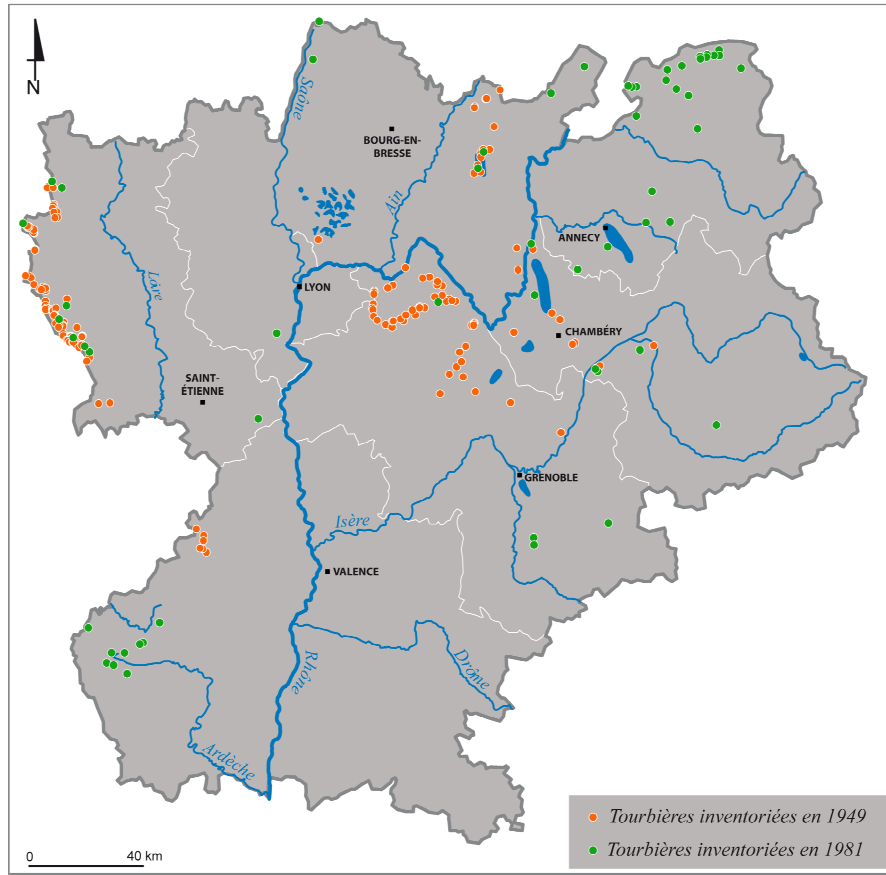 N
Saône
BOURG-EN-
BRESSE
Ain
Loire
ANNECY
LYON
CHAMBÉRY
SAINT-
ÉTIENNE
GRENOBLE
Isère
VALENCE
Rhône
Drôme
Ardèche
Tourbières inventoriées en 1949
Tourbières inventoriées en 1981
0 40 km